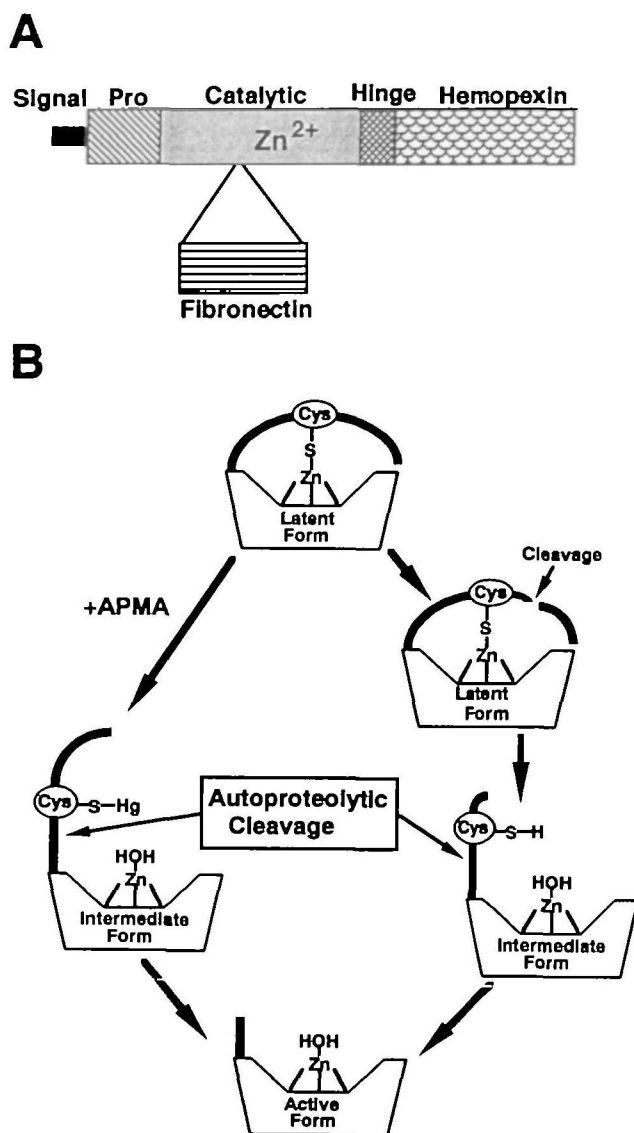 A
Signal Pro Catalytic Hinge Hemopexin
Zn2+
Fibronectin
B
Cys
S
Zn
Latent
Form
+APMA
Cleavage
Cys
S
Zn
Latent
Form
Cys S Hg
Autoproteolytic
Cleavage
Cys S H
HOH
Zn
Intermediate
Form
HOH
Zn
Intermediate
Form
HOH
Zn
Active
Form